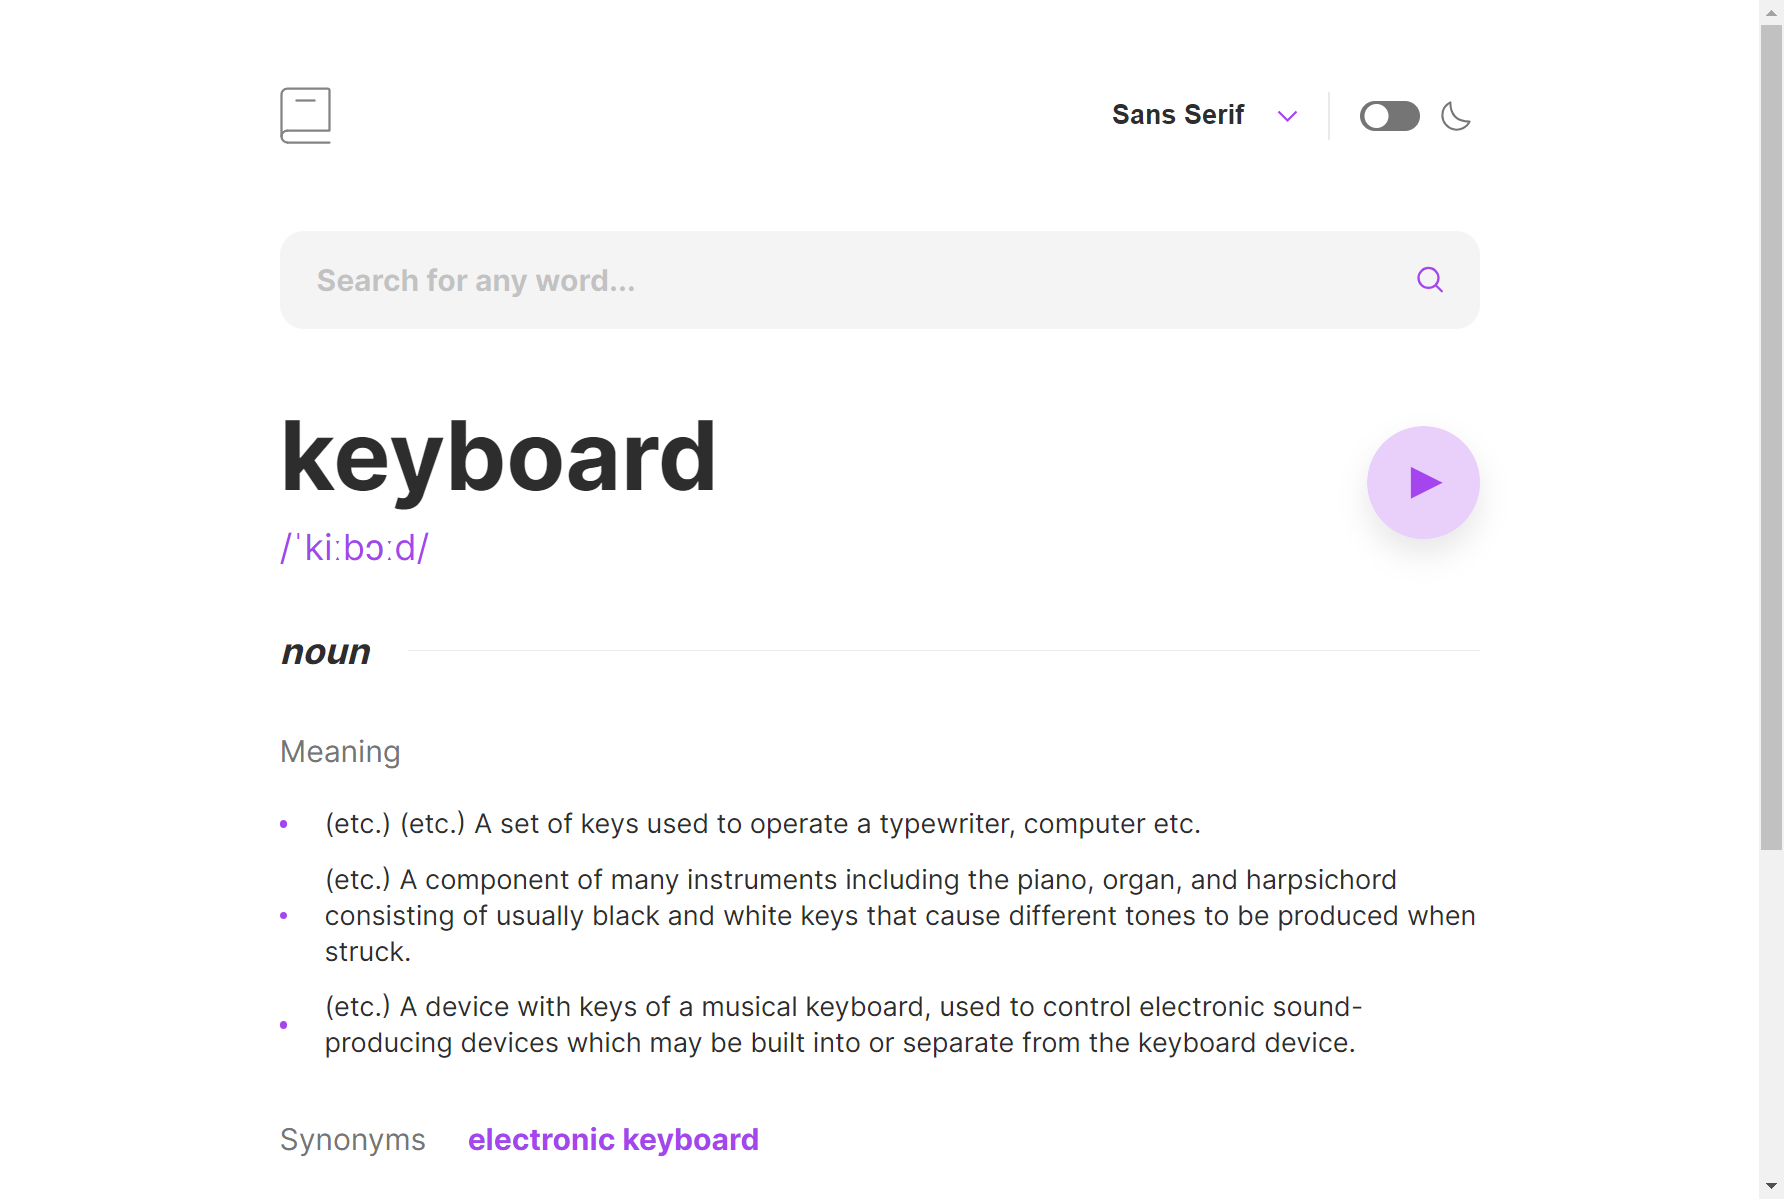 Sans Serif
Search for any word...
keyboard
/ˈkiːbɔːd/
noun
Meaning
(etc.) (etc.) A set of keys used to operate a typewriter, computer etc.
(etc.) A component of many instruments including the piano, organ, and harpsichord
consisting of usually black and white keys that cause different tones to be produced when
struck.
(etc.) A device with keys of a musical keyboard, used to control electronic sound-
producing devices which may be built into or separate from the keyboard device.
Synonyms electronic keyboard